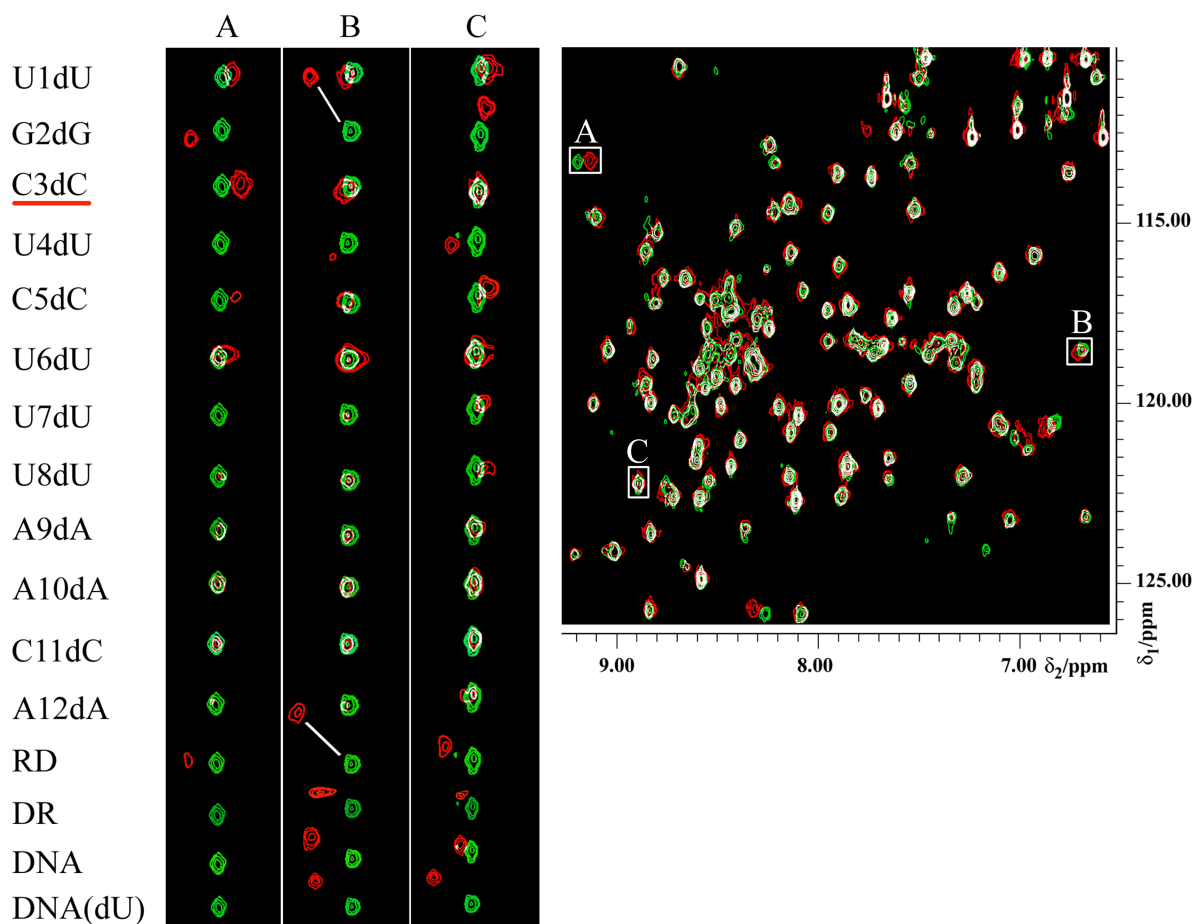 A B C
U1dU
G2dG
C3dC
U4dU
C5dC
U6dU
U7dU
U8dU
A9dA
A10dA
C11dC
A12dA
RD
DR
DNA
DNA(dU)
A
B
C
115.00
120.00
125.00
δ₁/ppm
9.00 8.00 7.00 δ₂/ppm